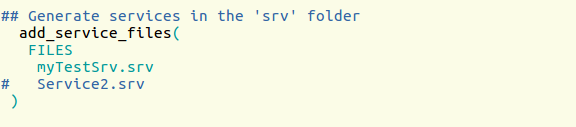 ## Generate services in the 'srv' folder
  add_service_files(
   FILES
    myTestSrv.srv
#   Service2.srv
 )